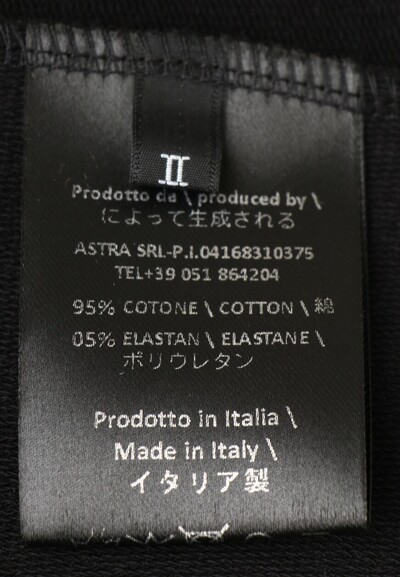 II
Prodotto da \ produced by \
によって生成される
ASTRA SRL-P.i.04168310375
TEL+39 051 864204
95% COTONE \ COTTON \ 綿
05% ELASTAN \ ELASTANE \
ポリウレタン
Prodotto in Italia \
Made in Italy \
イタリア製